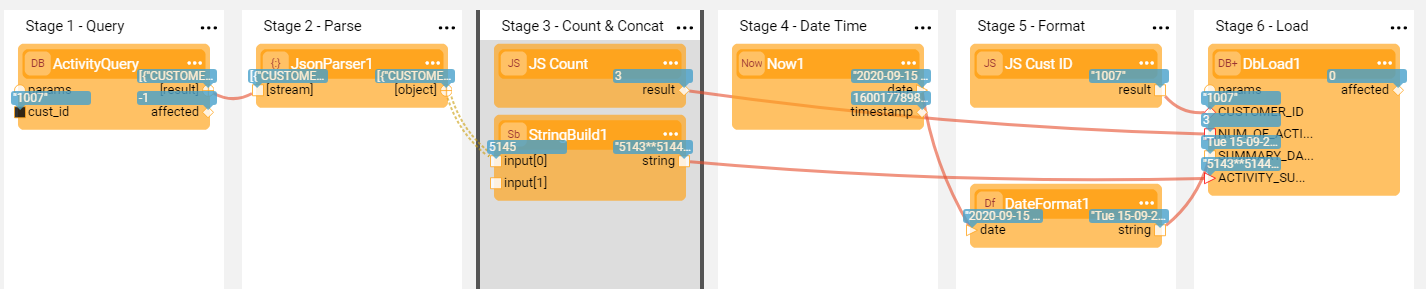 Stage 1 - Query
DB ActivityQuery
[{"CUSTOME...
params
[result]
"1007"
-1
cust_id
affected
Stage 2 - Parse
{;} JsonParser1
[{"CUSTOME...
[{"CUSTOME...
[stream]
[object]
Stage 3 - Count & Concat
JS JS Count
3
result
Sb StringBuild1
5145
"5143**5144...
input[0]
string
input[1]
Stage 4 - Date Time
Now Now1
"2020-09-15 ...
date
1600177898...
timestamp
Stage 5 - Format
JS JS Cust ID
"1007"
result
Df DateFormat1
"2020-09-15 ...
"Tue 15-09-2...
date
string
Stage 6 - Load
DB+ DbLoad1
0
params
affected
"1007"
CUSTOMER_ID
3
NUM_OF_ACTI...
"Tue 15-09-2...
SUMMARY_DA...
"5143**5144...
ACTIVITY_SU...